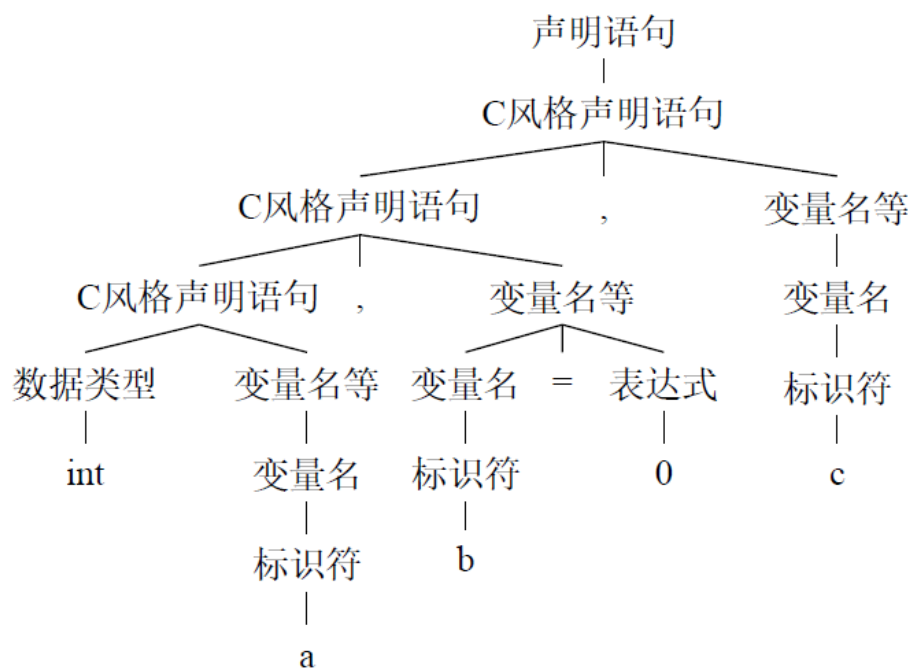 声明语句
C风格声明语句
C风格声明语句 , 变量名等
C风格声明语句 , 变量名等 变量名
数据类型 变量名等 变量名 = 表达式 标识符
int 变量名 标识符 0 c
标识符 b
a